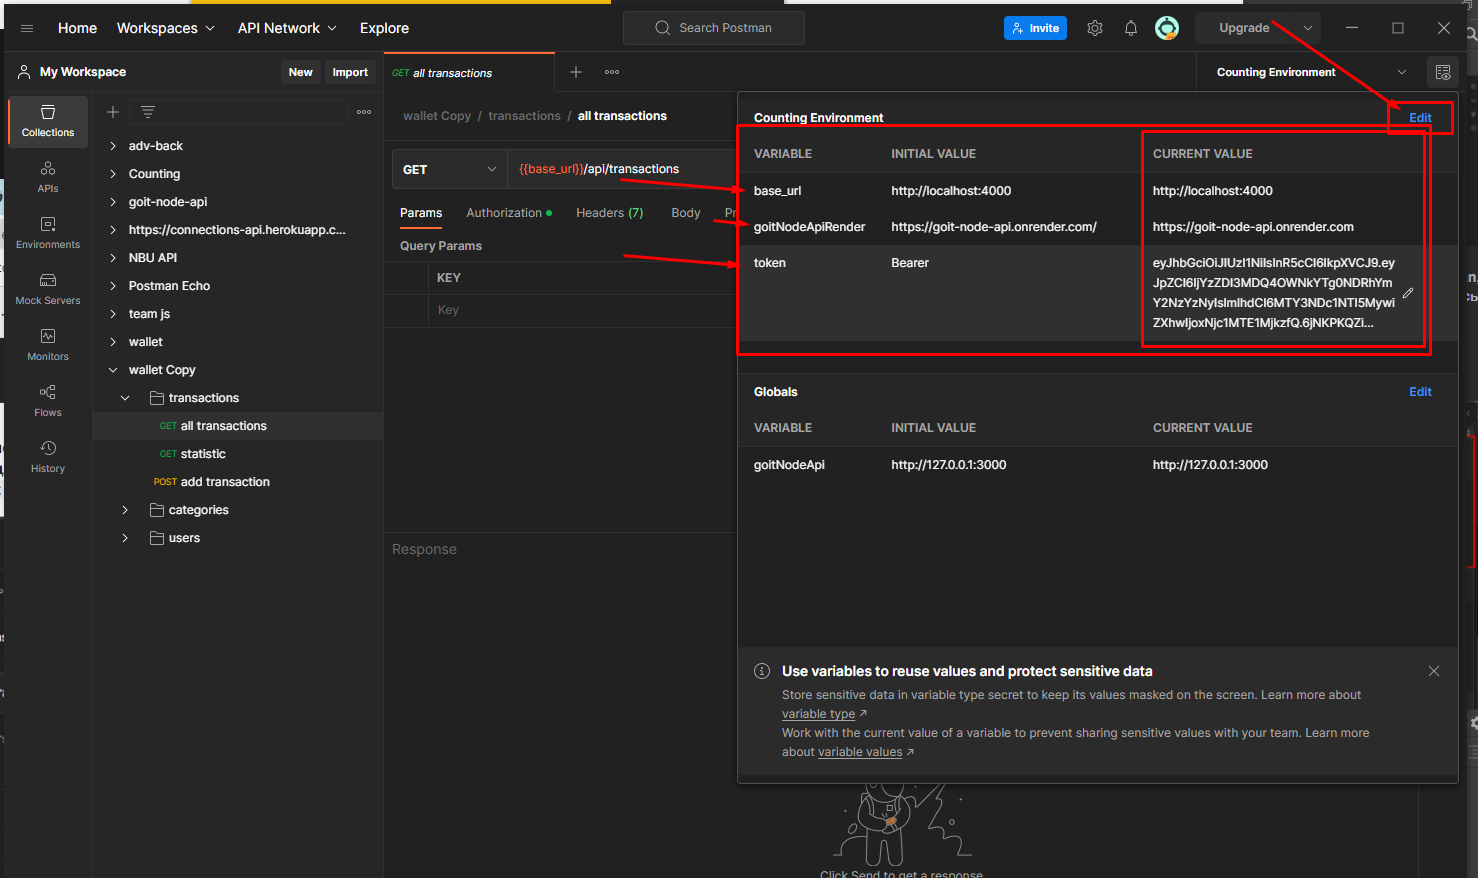 Home Workspaces API Network Explore Search Postman Invite Upgrade
My Workspace New Import GET all transactions Counting Environment
Collections
APIs
Environments
Mock Servers
Monitors
Flows
History
adv-back
Counting
goit-node-api
https://connections-api.herokuapp.c...
NBU API
Postman Echo
team js
wallet
wallet Copy
transactions
GET all transactions
GET statistic
POST add transaction
categories
users
wallet Copy / transactions / all transactions
GET {{base_url}}/api/transactions
Params Authorization Headers (7) Body Pr
Query Params
KEY
Key
Response
Click Send to get a response
Counting Environment Edit
VARIABLE INITIAL VALUE CURRENT VALUE
base_url http://localhost:4000 http://localhost:4000
goitNodeApiRender https://goit-node-api.onrender.com/ https://goit-node-api.onrender.com
token Bearer eyJhbGciOiJIUzI1NiIsInR5cCI6IkpXVCJ9.ey
JpZCI6IjYzZDI3MDQ4OWNkYTg0NDRhYm
Y2NzYzNyIsImlhdCI6MTY3NDc1NTI5Mywi
ZXhwIjoxNjc1MTE1MjkzfQ.6jNKPKQZi...
Globals Edit
VARIABLE INITIAL VALUE CURRENT VALUE
goitNodeApi http://127.0.0.1:3000 http://127.0.0.1:3000
Use variables to reuse values and protect sensitive data
Store sensitive data in variable type secret to keep its values masked on the screen. Learn more about
variable type ↗
Work with the current value of a variable to prevent sharing sensitive values with your team. Learn more
about variable values ↗